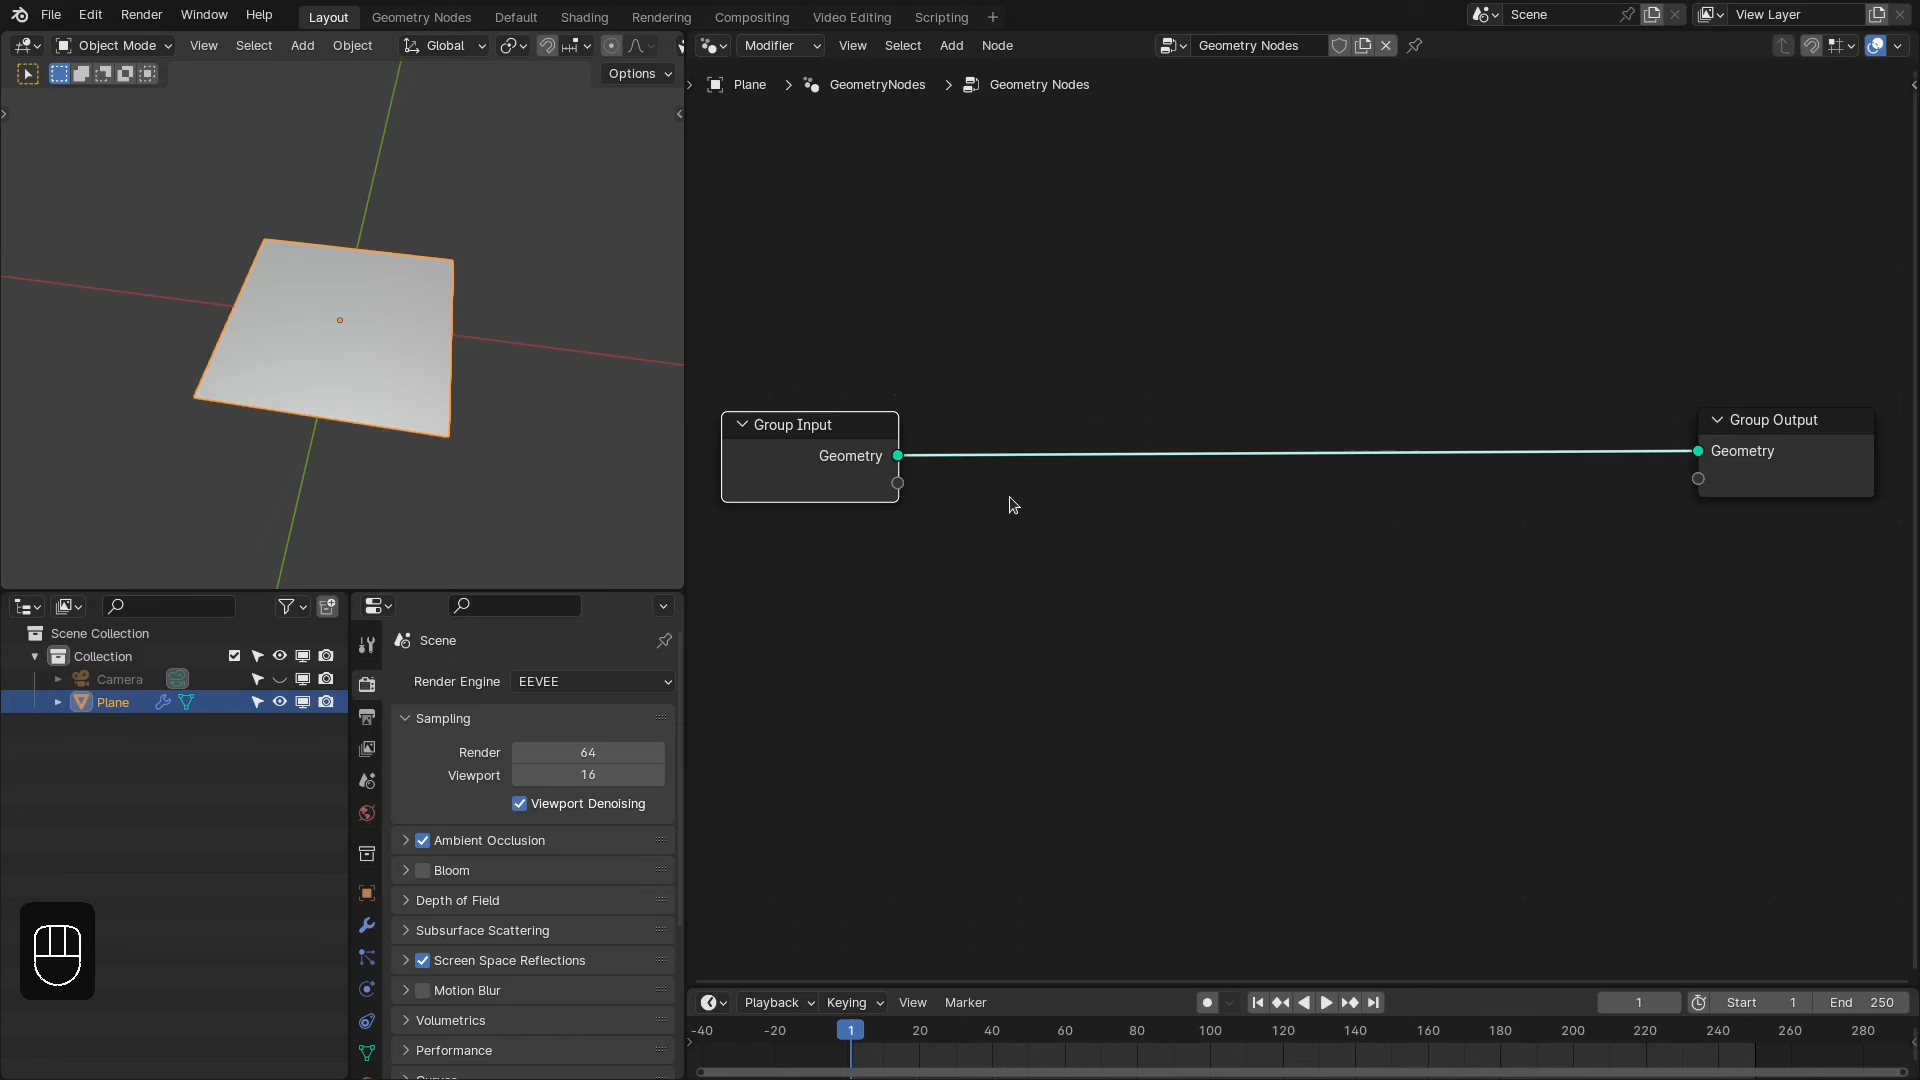 File Edit Render Window Help Layout Geometry Nodes Default Shading Rendering Compositing Video Editing Scripting + Scene View Layer
Object Mode View Select Add Object Global
Options
Modifier View Select Add Node Geometry Nodes
Plane > GeometryNodes > Geometry Nodes
Group Input
Geometry
Group Output
Geometry
Scene Collection
Collection
Camera
Plane
Scene
Render Engine EEVEE
Sampling
Render 64
Viewport 16
Viewport Denoising
Ambient Occlusion
Bloom
Depth of Field
Subsurface Scattering
Screen Space Reflections
Motion Blur
Volumetrics
Performance
Playback Keying View Marker 1 Start 1 End 250
-40 -20 1 20 40 60 80 100 120 140 160 180 200 220 240 260 280